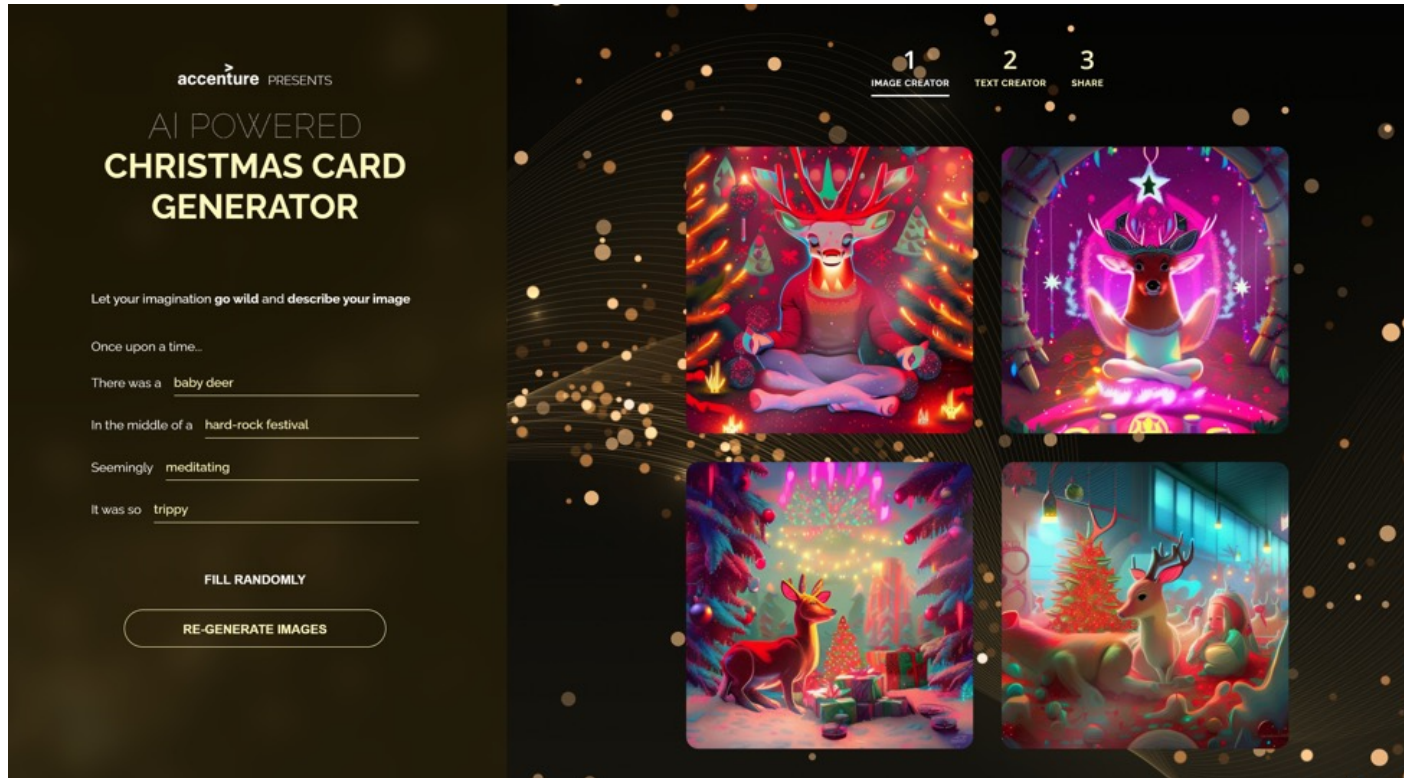 accenture PRESENTS
AI POWERED
CHRISTMAS CARD
GENERATOR
Let your imagination go wild and describe your image
Once upon a time...
There was a baby deer
In the middle of a hard-rock festival
Seemingly meditating
It was so trippy
FILL RANDOMLY
RE-GENERATE IMAGES
1 2 3
IMAGE CREATOR TEXT CREATOR SHARE